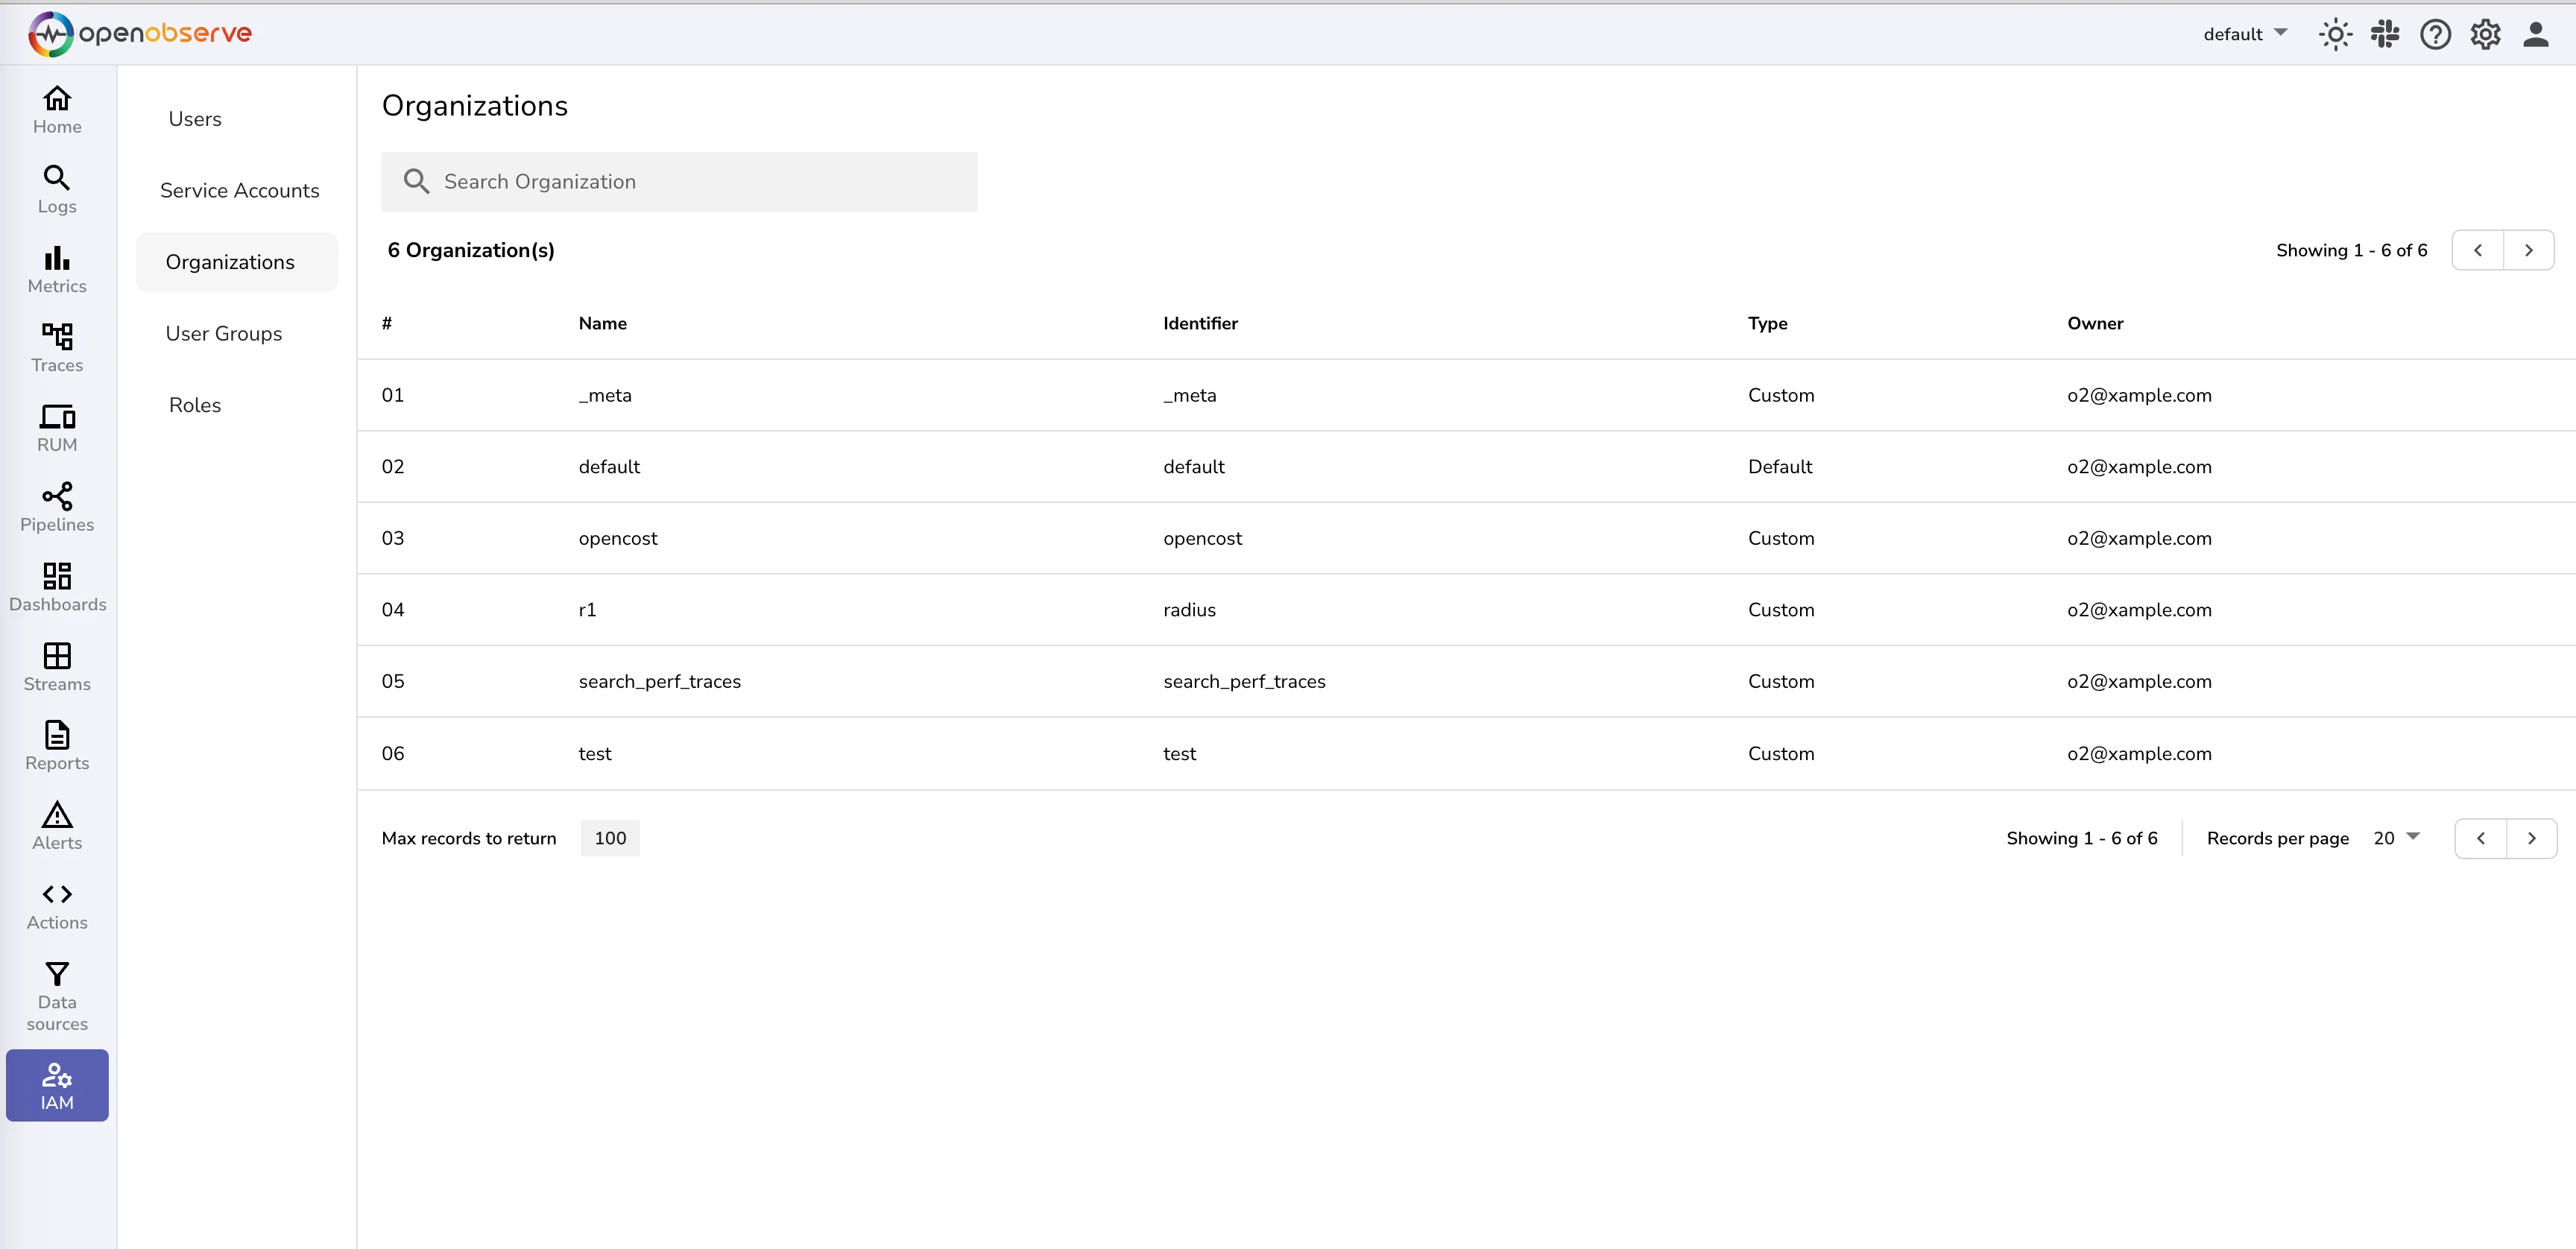 openobserve
default
Home
Logs
Metrics
Traces
RUM
Pipelines
Dashboards
Streams
Reports
Alerts
Actions
Data
sources
IAM
Users
Service Accounts
Organizations
User Groups
Roles
Organizations
Search Organization
6 Organization(s)
Showing 1 - 6 of 6
# Name Identifier Type Owner
01 _meta _meta Custom o2@xample.com
02 default default Default o2@xample.com
03 opencost opencost Custom o2@xample.com
04 r1 radius Custom o2@xample.com
05 search_perf_traces search_perf_traces Custom o2@xample.com
06 test test Custom o2@xample.com
Max records to return 100 Showing 1 - 6 of 6 Records per page 20